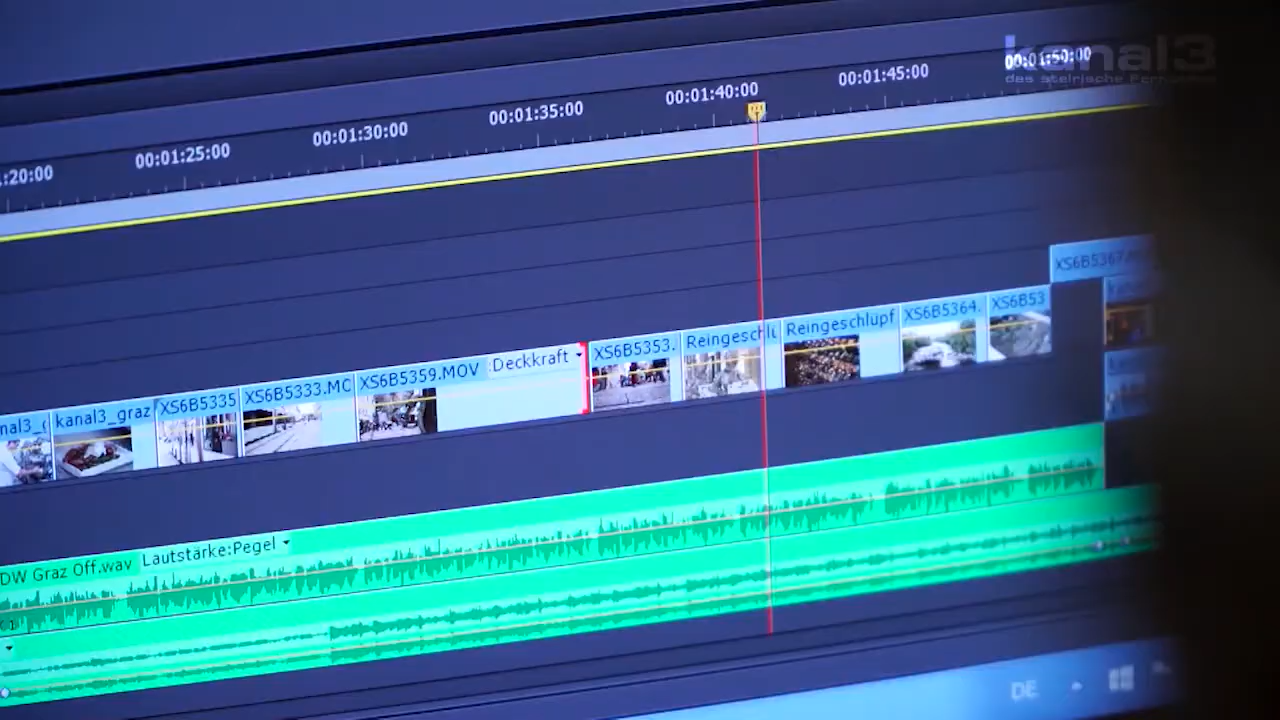 kanal3
das steirische Fernsehen
:20:00 00:01:25:00 00:01:30:00 00:01:35:00 00:01:40:00 00:01:45:00 00:01:50:00
XS6B5367.M
kanal3_graz XS6B5335 XS6B5333.MO XS6B5359.MOV :Deckkraft XS6B5353. Reingeschlu Reingeschlupf XS6B5364. XS6B53
DW Graz Off.wav Lautstärke:Pegel
DE